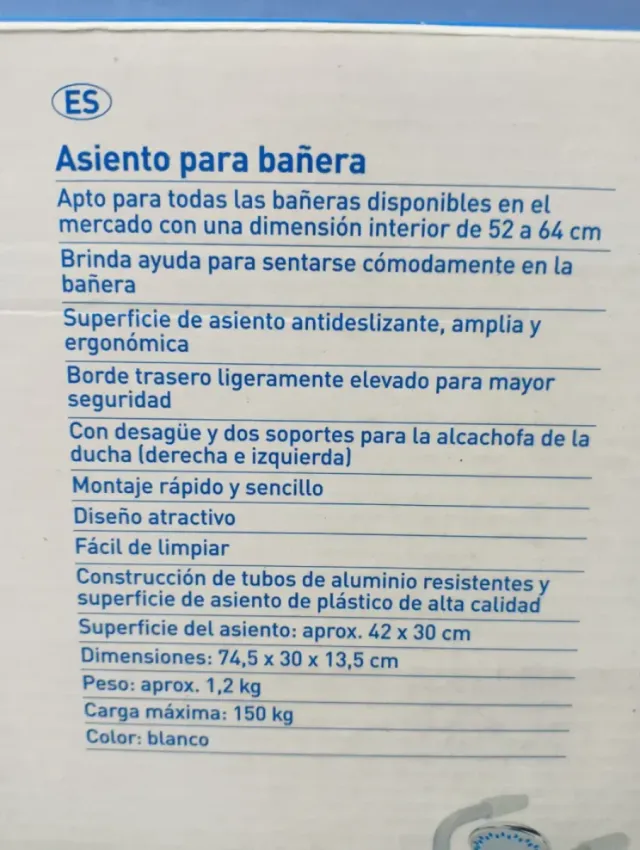 ES
Asiento para bañera
Apto para todas las bañeras disponibles en el
mercado con una dimensión interior de 52 a 64 cm
Brinda ayuda para sentarse cómodamente en la
bañera
Superficie de asiento antideslizante, amplia y
ergonómica
Borde trasero ligeramente elevado para mayor
seguridad
Con desagüe y dos soportes para la alcachofa de la
ducha (derecha e izquierda)
Montaje rápido y sencillo
Diseño atractivo
Fácil de limpiar
Construcción de tubos de aluminio resistentes y
superficie de asiento de plástico de alta calidad
Superficie del asiento: aprox. 42 x 30 cm
Dimensiones: 74,5 x 30 x 13,5 cm
Peso: aprox. 1,2 kg
Carga máxima: 150 kg
Color: blanco